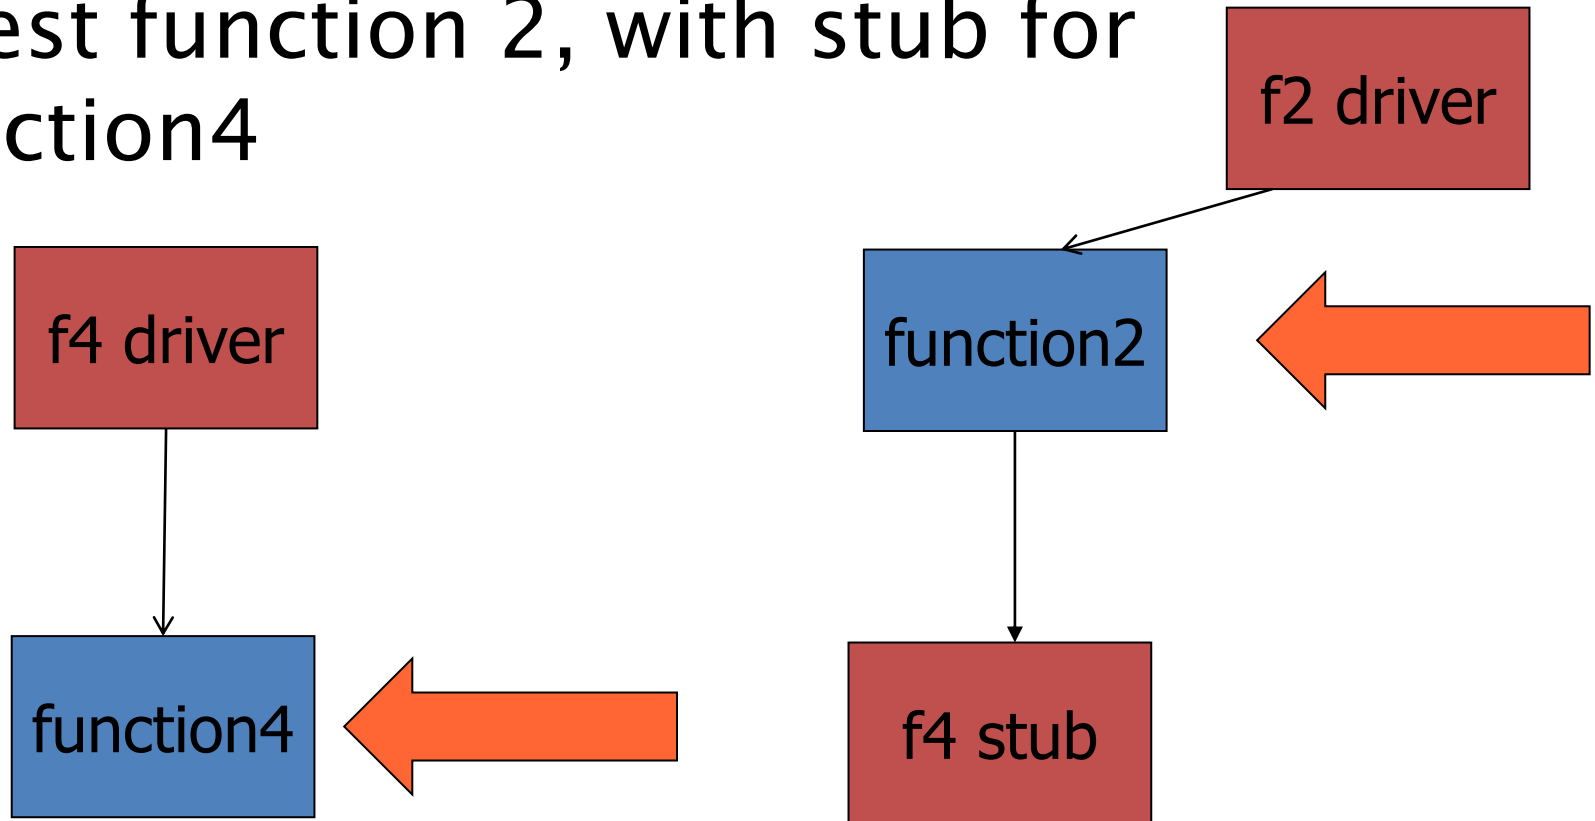 est function 2, with stub for
ction4
f2 driver
f4 driver
function2
function4
f4 stub